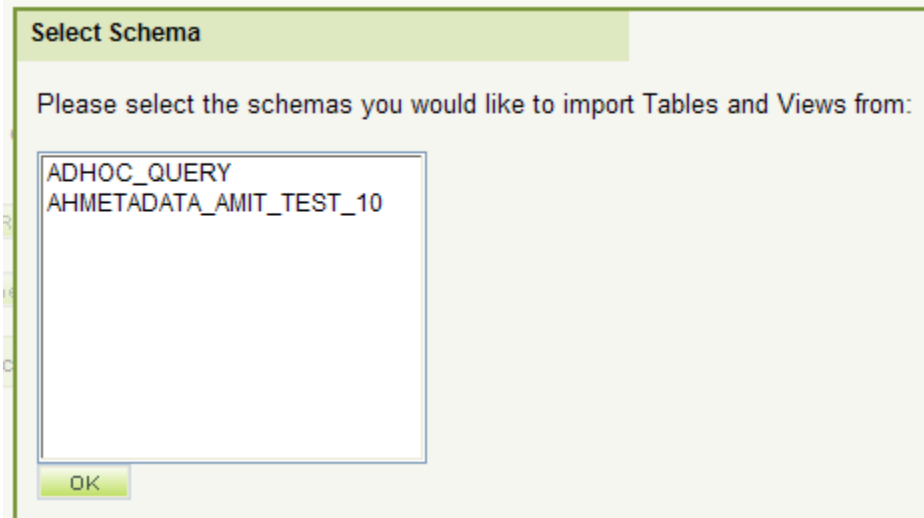 Select Schema
Please select the schemas you would like to import Tables and Views from:
ADHOC_QUERY
AHMETADATA_AMIT_TEST_10
OK